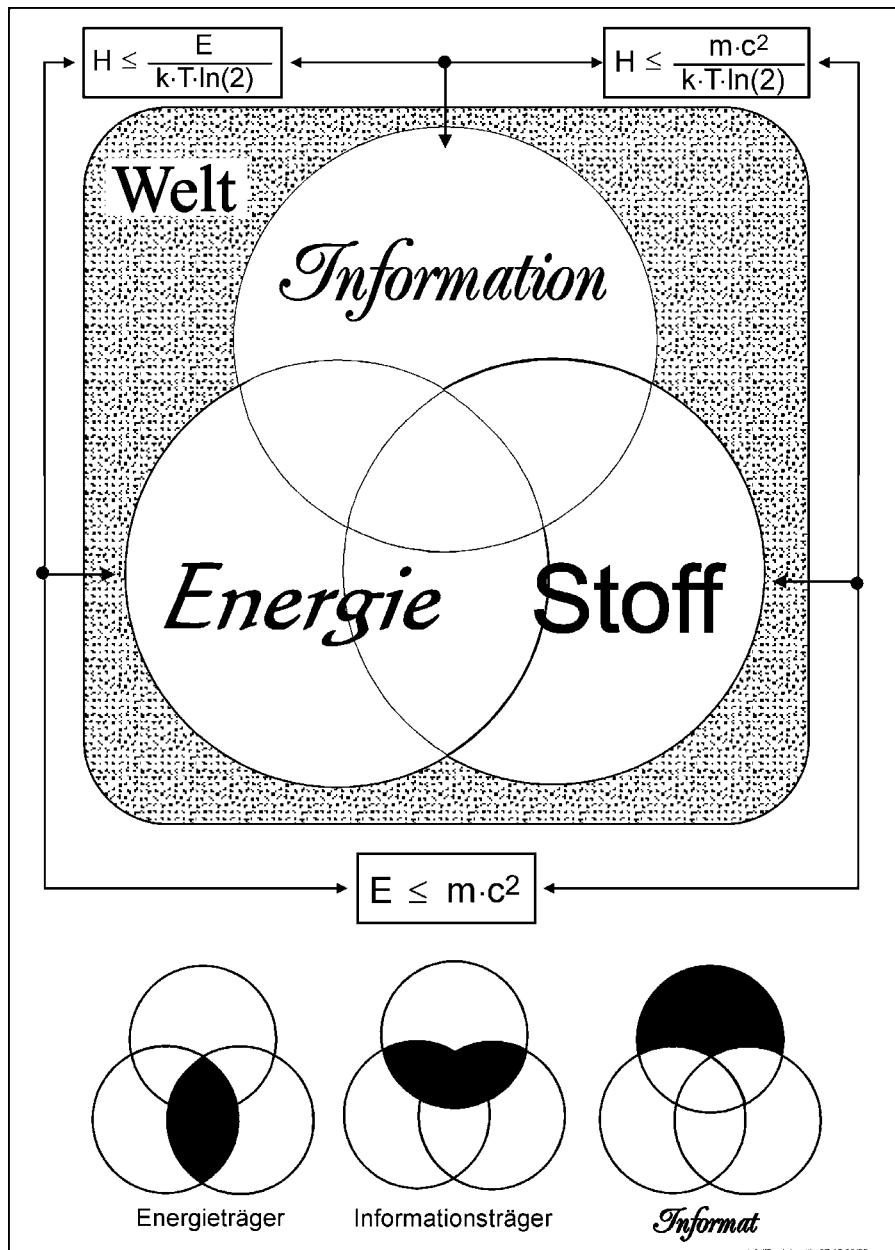 H ≤ E / k·T·ln(2)
H ≤ m·c² / k·T·ln(2)
Welt
Information
Energie
Stoff
E ≤ m·c²
Energieträger
Informationsträger
Informat